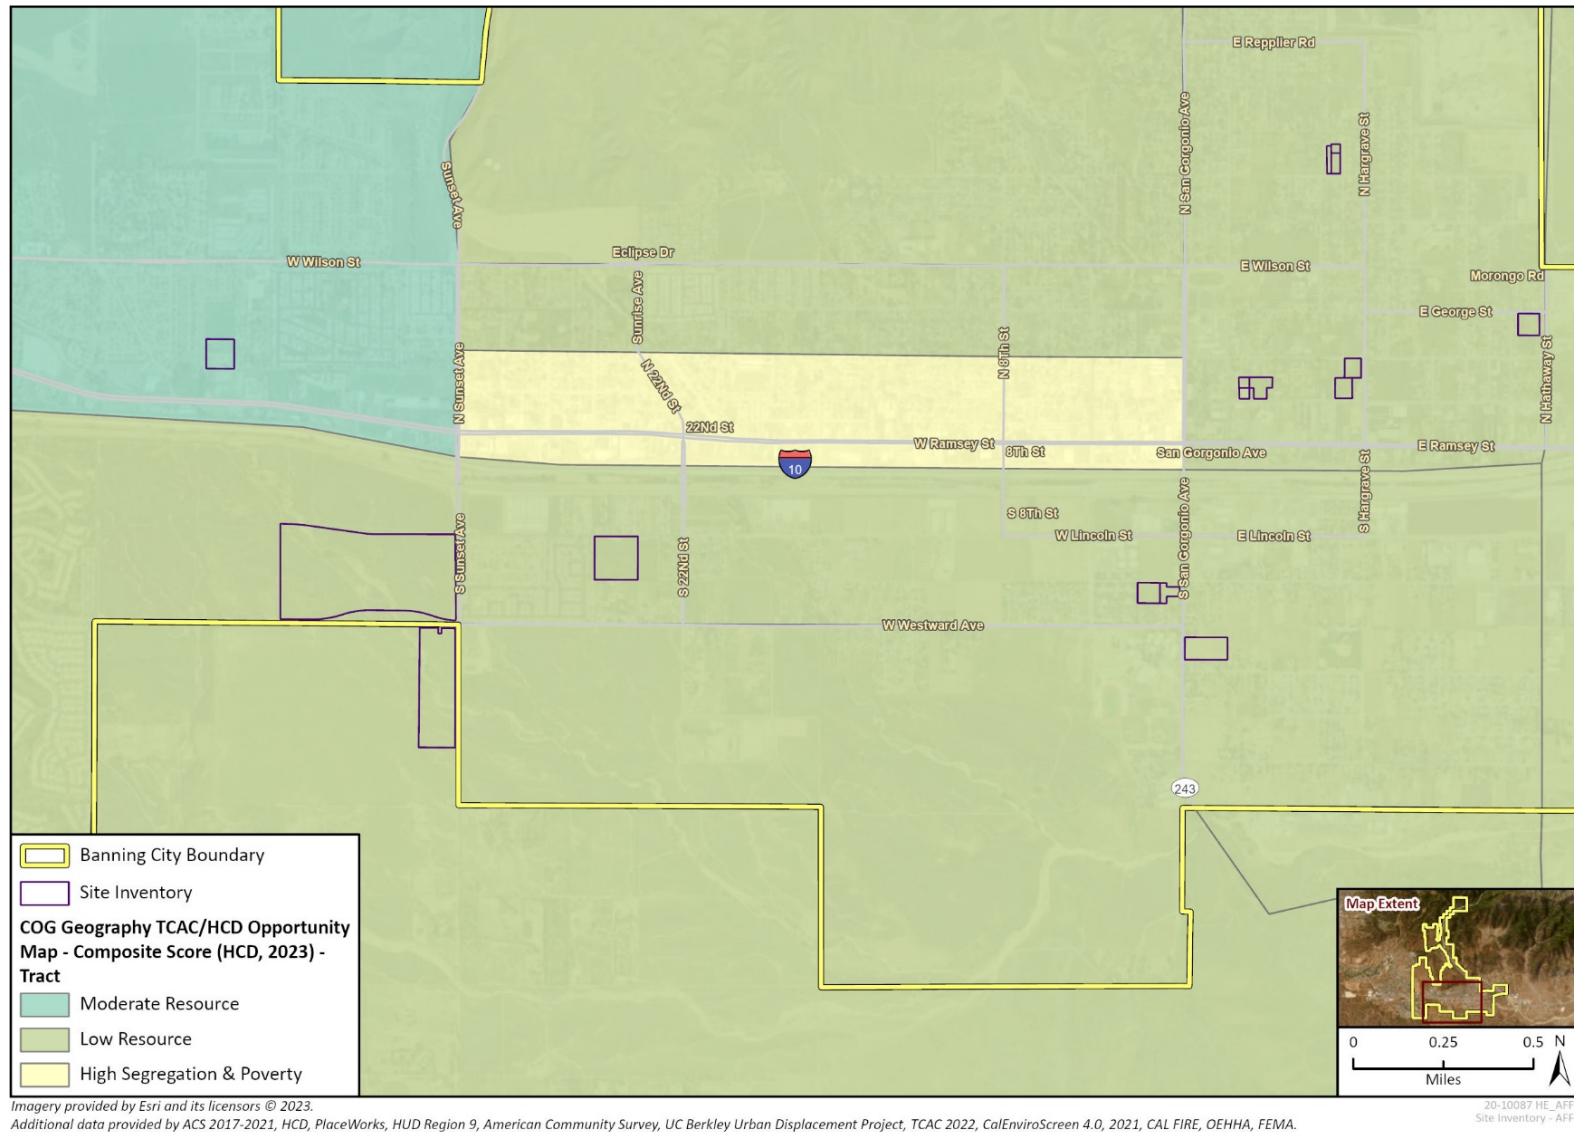 E Repplier Rd
N San Gorgonio Ave
N Hargrave St
Sunset Ave
W Wilson St
Eclipse Dr
E Wilson St
Morongo Rd
Sunrise Ave
E George St
N 8Th St
N Sunset Ave
N 22Nd St
N Hathaway St
22Nd St
W Ramsey St
8Th St
San Gorgonio Ave
E Ramsey St
10
S Hargrave St
S Sunset Ave
S 22Nd St
S 8Th St
W Lincoln St
S San Gorgonio Ave
E Lincoln St
W Westward Ave
243
Banning City Boundary
Site Inventory
COG Geography TCAC/HCD Opportunity
Map - Composite Score (HCD, 2023) -
Tract
Moderate Resource
Low Resource
High Segregation & Poverty
Map Extent
0 0.25 0.5 N
Miles
Imagery provided by Esri and its licensors © 2023.
Additional data provided by ACS 2017-2021, HCD, PlaceWorks, HUD Region 9, American Community Survey, UC Berkley Urban Displacement Project, TCAC 2022, CalEnviroScreen 4.0, 2021, CAL FIRE, OEHHA, FEMA.
20-10087 HE_AFF
Site Inventory - AFF